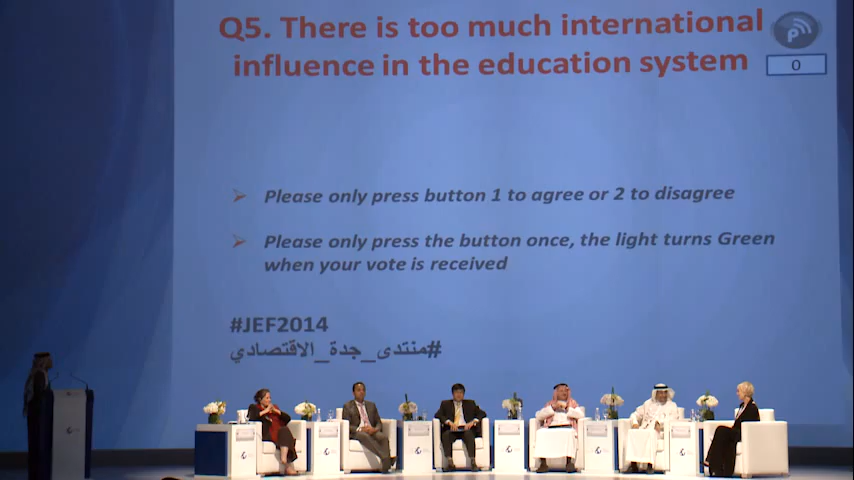 Q5. There is too much international
influence in the education system
0
Please only press button 1 to agree or 2 to disagree
Please only press the button once, the light turns Green
when your vote is received
#JEF2014
#منتدى_جدة_الاقتصادي